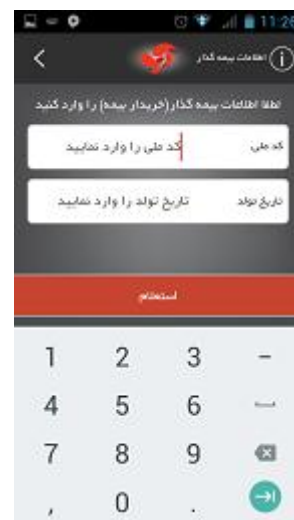 11:26
اطلاعات بیمه گذار
لطفا اطلاعات بیمه گذار(خریدار بیمه) را وارد کنید
کد ملی:
کد ملی را وارد نمایید
تاریخ تولد
تاریخ تولد را وارد نمایید
استعلام
1 2 3 -
4 5 6
7 8 9
, 0 .